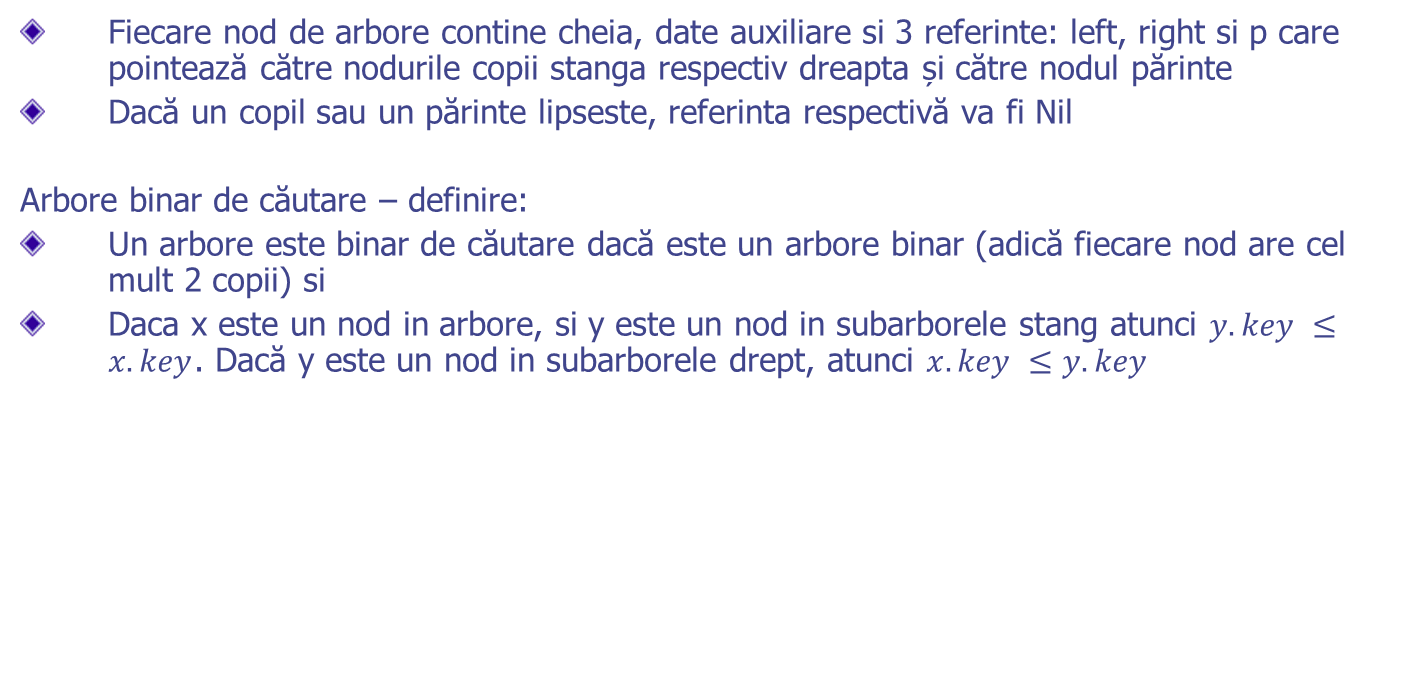 Fiecare nod de arbore contine cheia, date auxiliare si 3 referinte: left, right si p care
pointează către nodurile copii stanga respectiv dreapta și către nodul părinte
Dacă un copil sau un părinte lipseste, referinta respectivă va fi Nil
Arbore binar de căutare – definire:
Un arbore este binar de căutare dacă este un arbore binar (adică fiecare nod are cel
mult 2 copii) si
Daca x este un nod in arbore, si y este un nod in subarborele stang atunci y.key ≤
x.key. Dacă y este un nod in subarborele drept, atunci x.key ≤ y.key